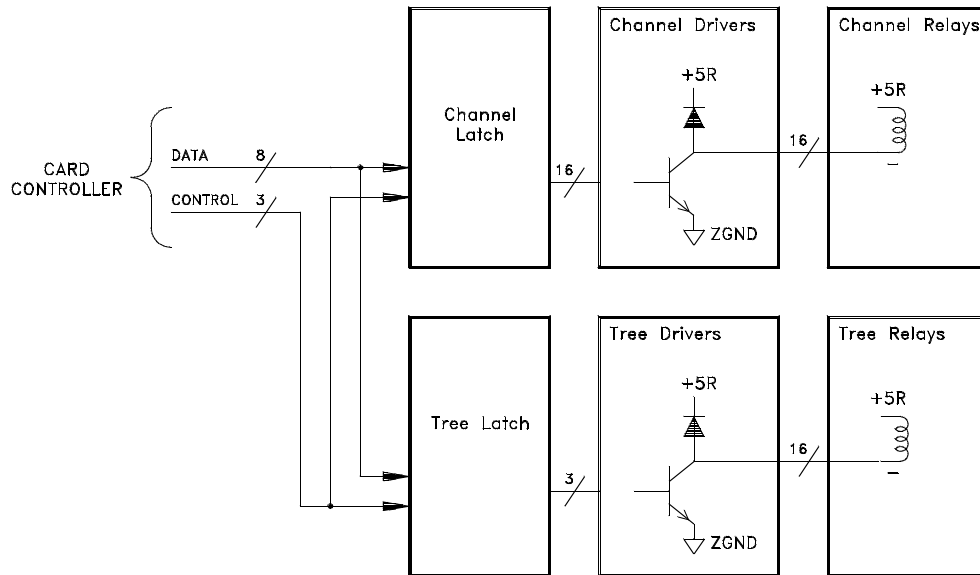 Channel Drivers
Channel Relays
+5R
+5R
Channel
Latch
DATA
8
16
16
–
CARD
CONTROLLER
CONTROL
3
ZGND
Tree Drivers
Tree Relays
+5R
+5R
Tree Latch
16
–
3
ZGND